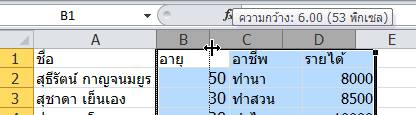 B1 ความกว้าง: 6.00 (53 พิกเซล)
A B C D E
1 ชื่อ อายุ อาชีพ รายได้
2 สุธีรัตน์ กาญจนมยูร 50 ทำนา 8000
3 สุชาดา เย็นเอง 30 ทำสวน 8500